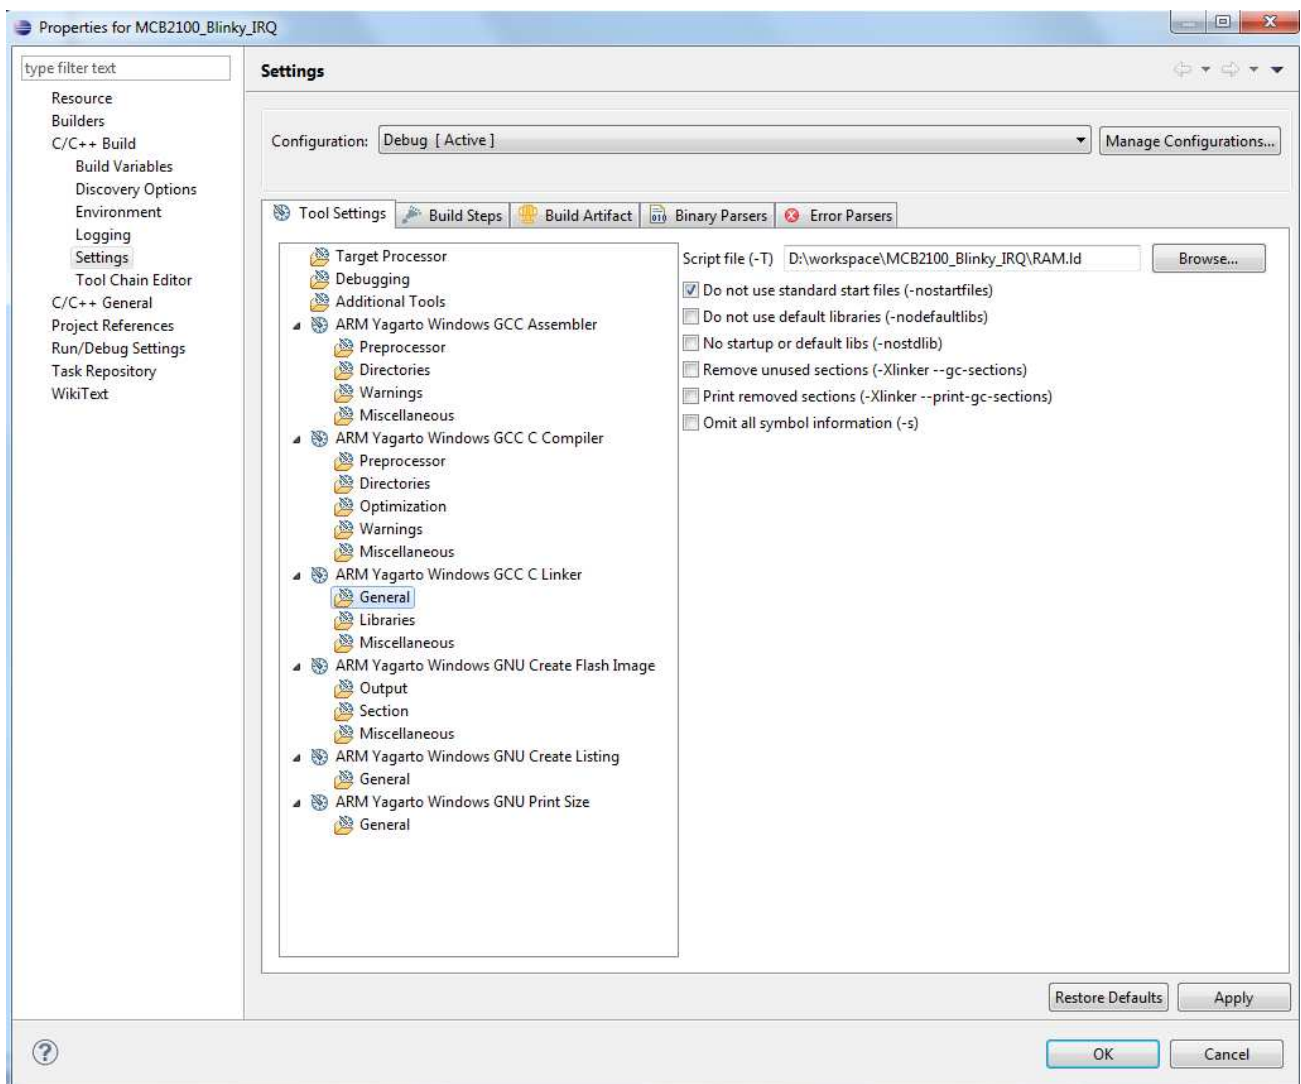 Properties for MCB2100_Blinky_IRQ
type filter text
Resource
Builders
C/C++ Build
Build Variables
Discovery Options
Environment
Logging
Settings
Tool Chain Editor
C/C++ General
Project References
Run/Debug Settings
Task Repository
WikiText
Settings
Configuration: Debug [ Active ] Manage Configurations...
Tool Settings Build Steps Build Artifact Binary Parsers Error Parsers
Target Processor
Debugging
Additional Tools
ARM Yagarto Windows GCC Assembler
Preprocessor
Directories
Warnings
Miscellaneous
ARM Yagarto Windows GCC C Compiler
Preprocessor
Directories
Optimization
Warnings
Miscellaneous
ARM Yagarto Windows GCC C Linker
General
Libraries
Miscellaneous
ARM Yagarto Windows GNU Create Flash Image
Output
Section
Miscellaneous
ARM Yagarto Windows GNU Create Listing
General
ARM Yagarto Windows GNU Print Size
General
Script file (-T) D:\workspace\MCB2100_Blinky_IRQ\RAM.ld Browse...
Do not use standard start files (-nostartfiles)
Do not use default libraries (-nodefaultlibs)
No startup or default libs (-nostdlib)
Remove unused sections (-Xlinker --gc-sections)
Print removed sections (-Xlinker --print-gc-sections)
Omit all symbol information (-s)
Restore Defaults Apply
OK Cancel